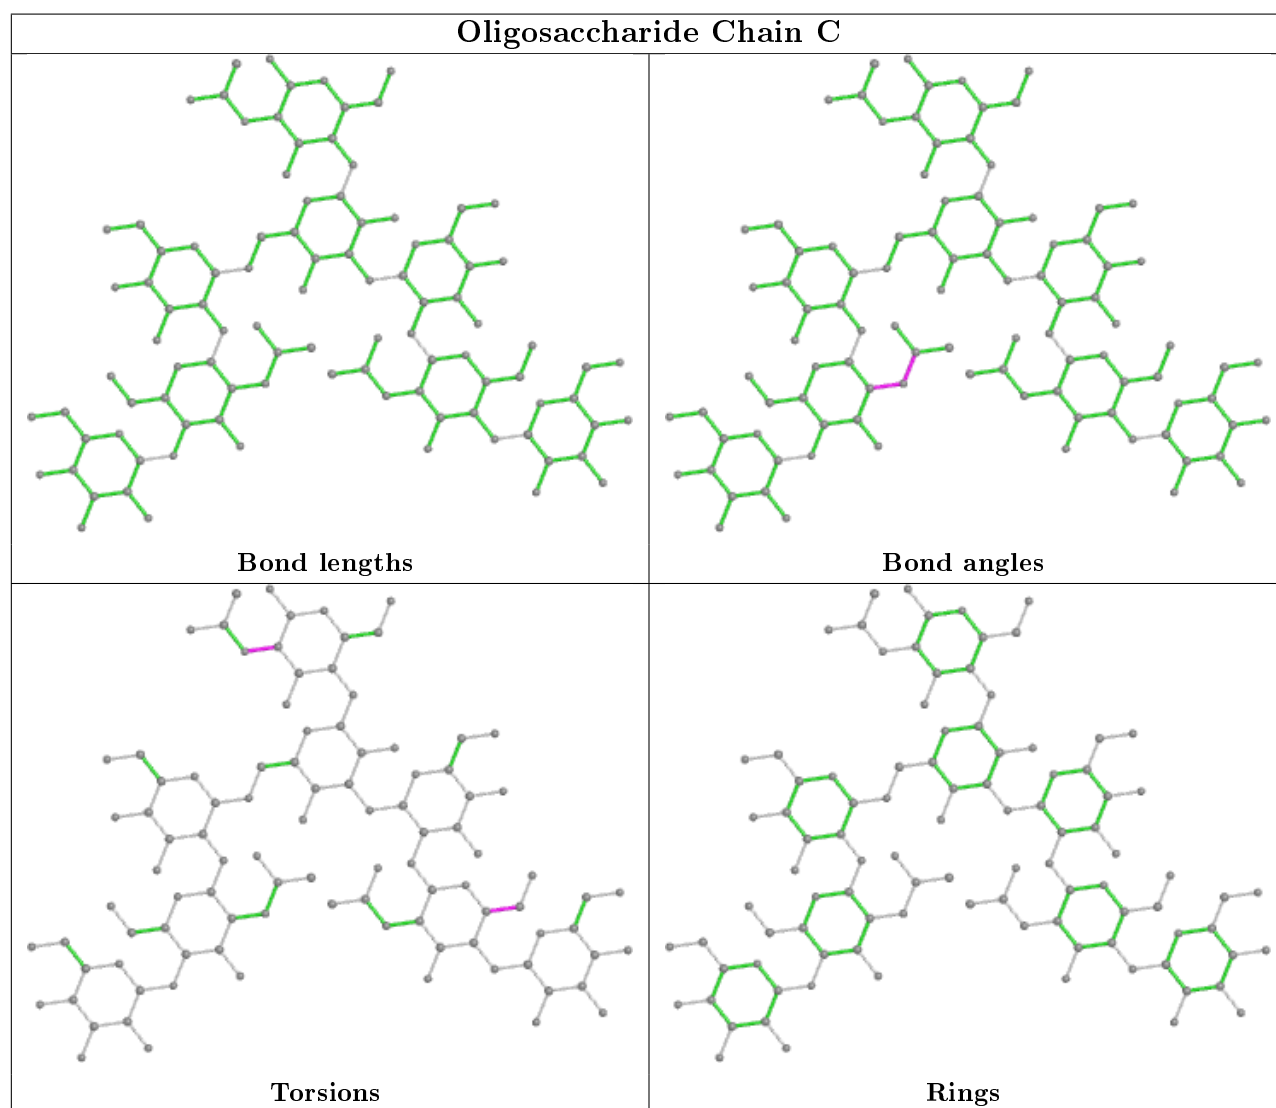 Oligosaccharide Chain C
Bond lengths
Bond angles
Torsions
Rings